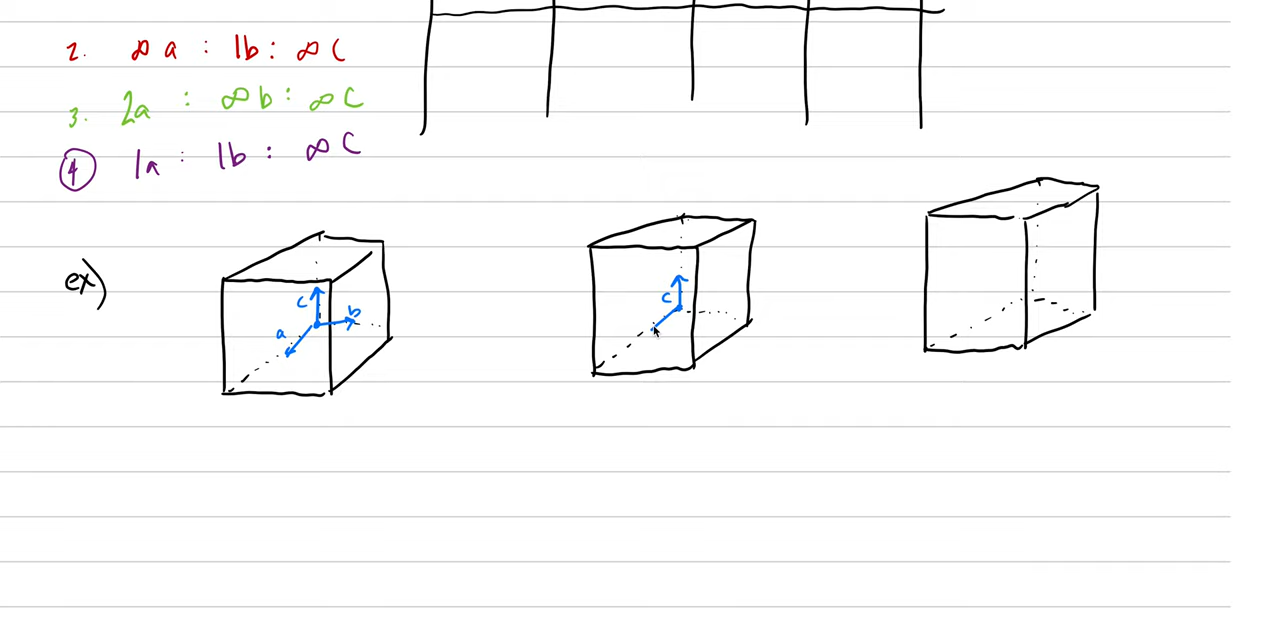 2. ∞a : 1b : ∞c
3. 2a : ∞b : ∞c
4 1a : 1b : ∞c
ex)
c b a
c